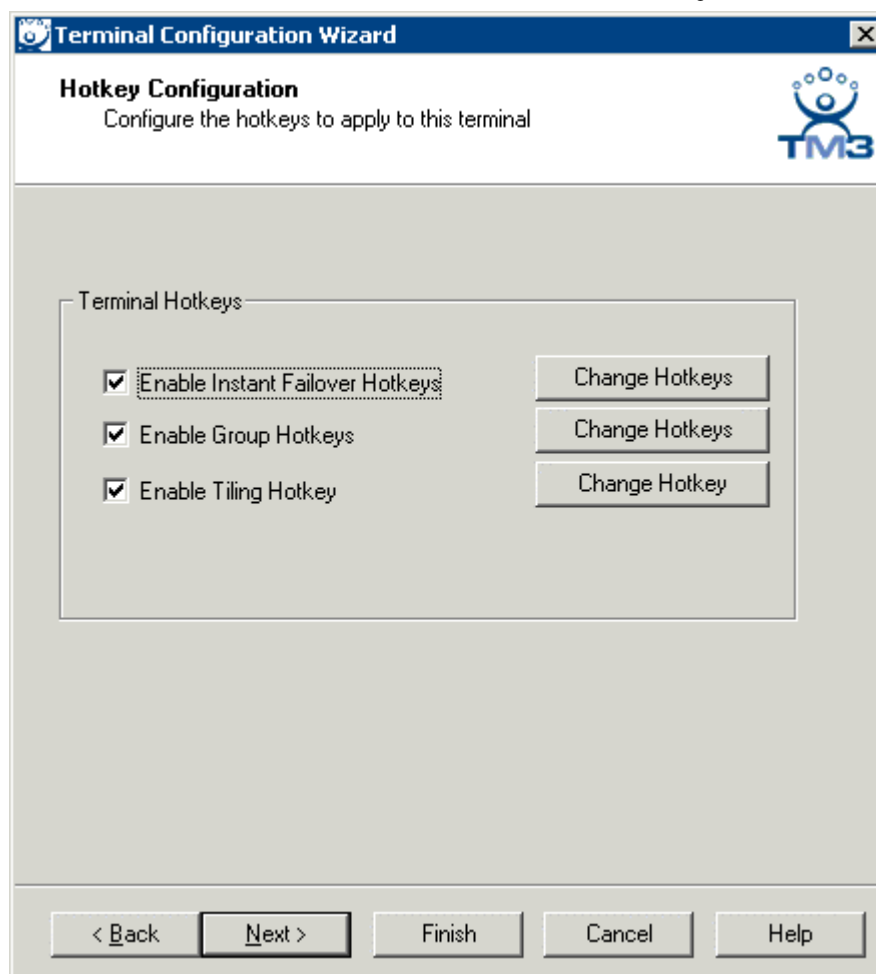 Terminal Configuration Wizard
Hotkey Configuration
Configure the hotkeys to apply to this terminal
TM3
Terminal Hotkeys
Enable Instant Failover Hotkeys Change Hotkeys
Enable Group Hotkeys Change Hotkeys
Enable Tiling Hotkey Change Hotkey
< Back Next > Finish Cancel Help